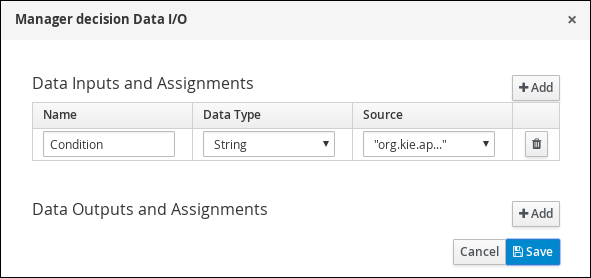 Manager decision Data I/O ×
Data Inputs and Assignments
+ Add
Name Data Type Source
Condition String "org.kie.ap..."
Data Outputs and Assignments
+ Add
Cancel Save